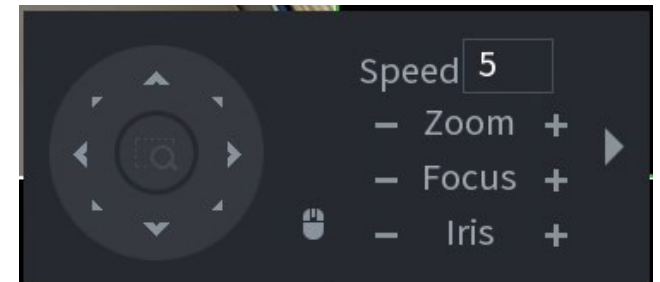 Speed 5
− Zoom +
− Focus +
− Iris +